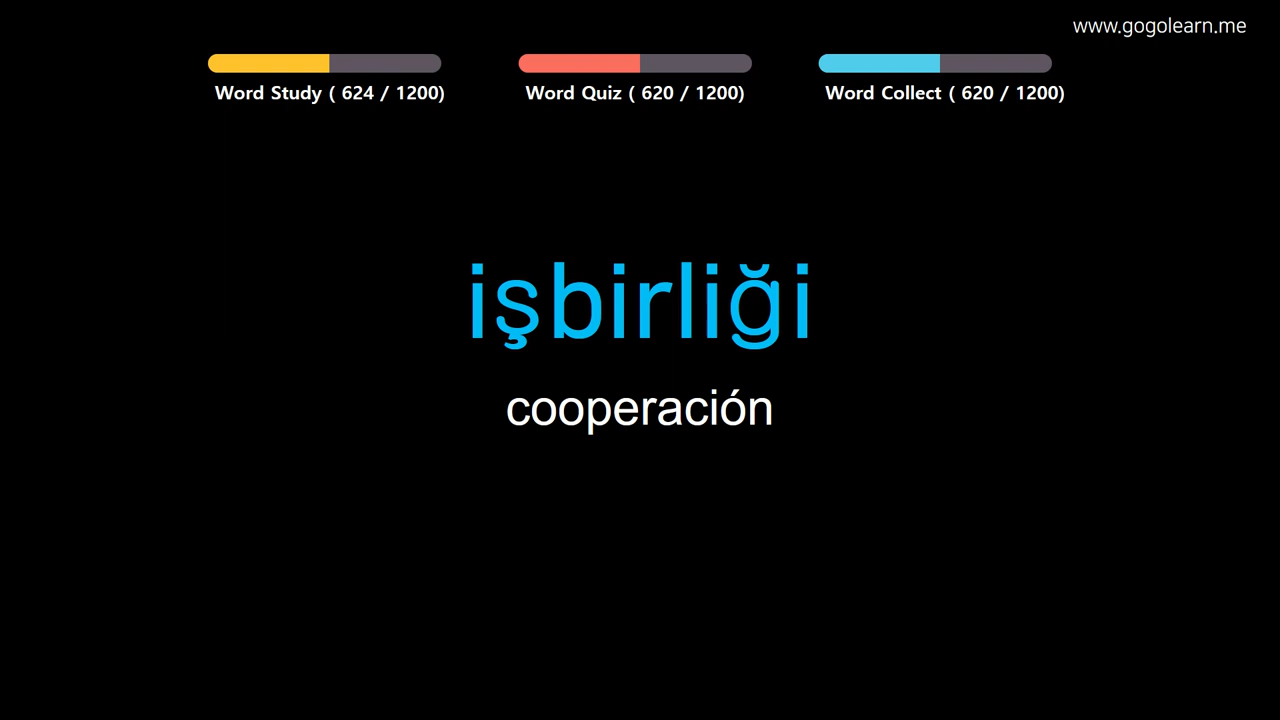 www.gogolearn.me
Word Study ( 624 / 1200)
Word Quiz ( 620 / 1200)
Word Collect ( 620 / 1200)
işbirliği
cooperación